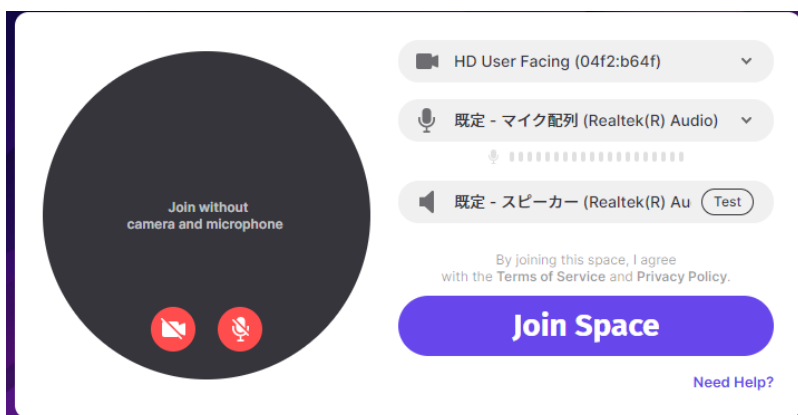 Join without
camera and microphone
HD User Facing (04f2:b64f)
既定 - マイク配列 (Realtek(R) Audio)
既定 - スピーカー (Realtek(R) Au
Test
By joining this space, I agree
with the Terms of Service and Privacy Policy.
Join Space
Need Help?